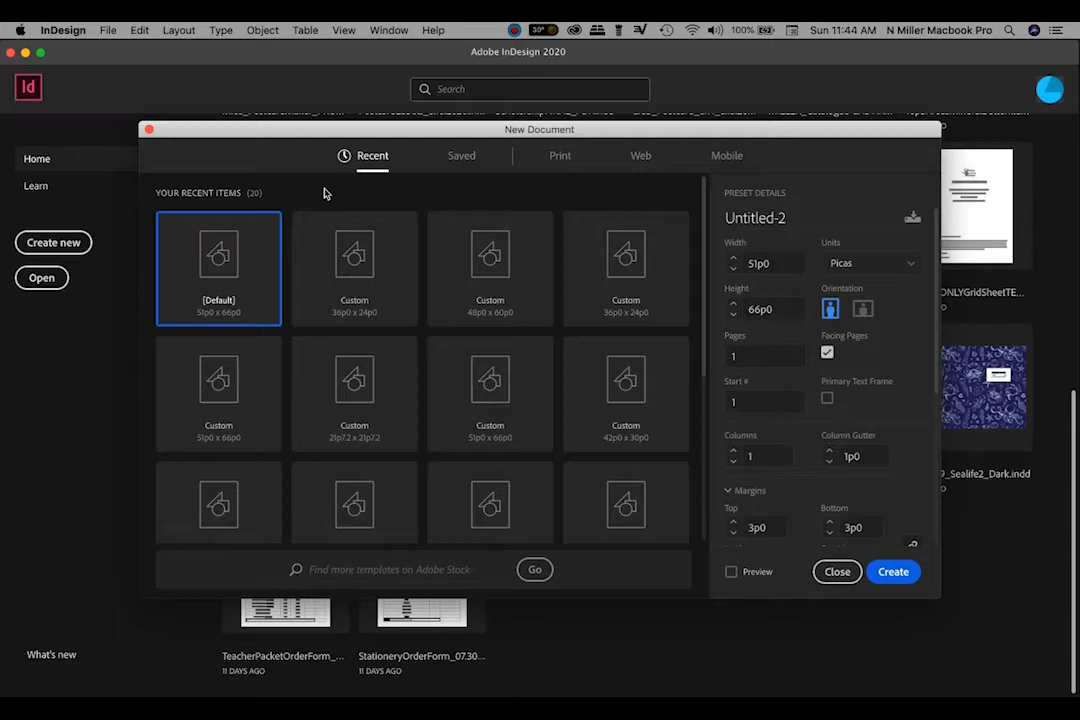 InDesign File Edit Layout Type Object Table View Window Help 30° 100% Sun 11:44 AM N Miller Macbook Pro
Adobe InDesign 2020
Id
Search
New Document
Home
Learn
Create new
Open
What's new
Recent Saved Print Web Mobile
YOUR RECENT ITEMS (20)
[Default] Custom Custom Custom
51p0 x 66p0 36p0 x 24p0 48p0 x 60p0 36p0 x 24p0
Custom Custom Custom Custom
51p0 x 66p0 21p7.2 x 21p7.2 51p0 x 66p0 42p0 x 30p0
Find more templates on Adobe Stock Go
PRESET DETAILS
Untitled-2
Width Units
51p0 Picas
Height Orientation
66p0
Pages Facing Pages
1
Start # Primary Text Frame
1
Columns Column Gutter
1 1p0
Margins
Top Bottom
3p0 3p0
Preview Close Create
ONLYGridSheetTE...
9_Sealife2_Dark.indd
TeacherPacketOrderForm_... StationeryOrderForm_07.30...
11 DAYS AGO 11 DAYS AGO